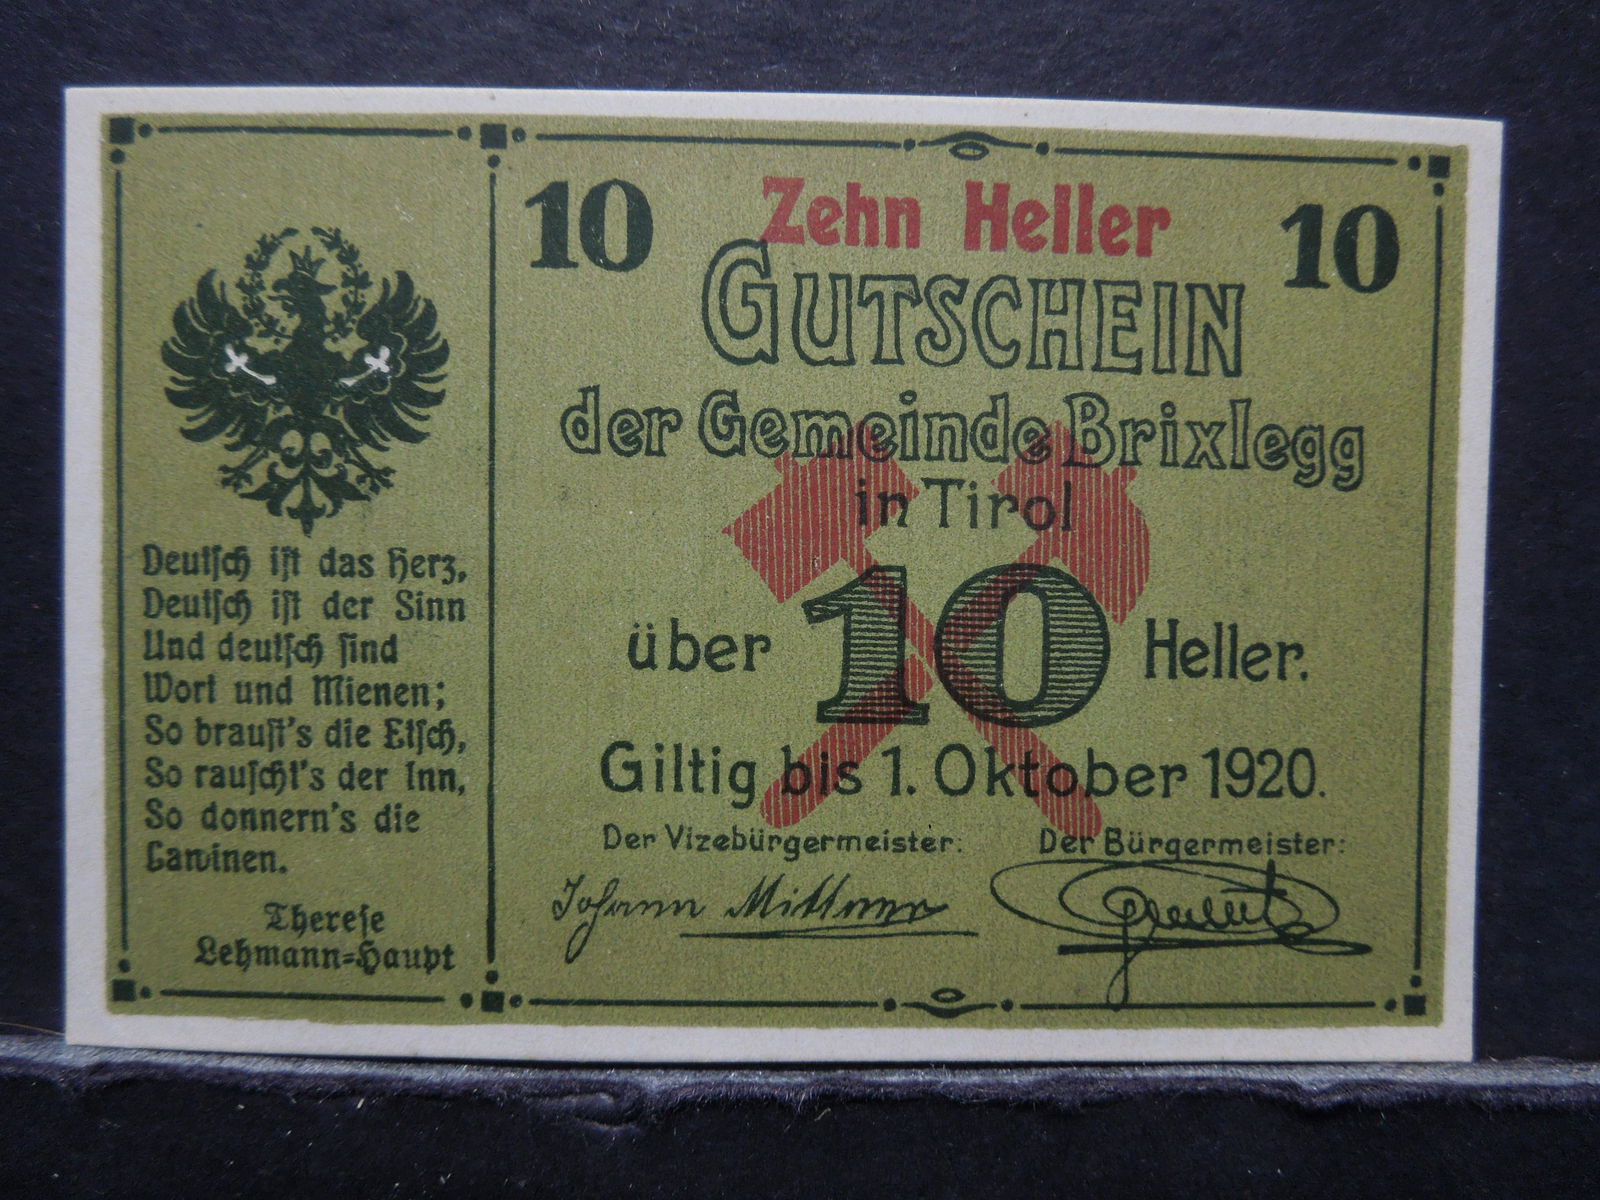 Deutſch iſt das Herz,
Deutſch iſt der Sinn
Und deutſch ſind
Wort und Mienen;
So brauſt's die Etſch,
So rauſcht's der Inn,
So donnern's die
Lawinen.
Thereſe
Lehmann=Haupt
10 Zehn Heller 10
GUTSCHEIN
der Gemeinde Brixlegg
in Tirol
über 10 Heller.
Giltig bis 1. Oktober 1920.
Der Vizebürgermeister: Der Bürgermeister:
Johann